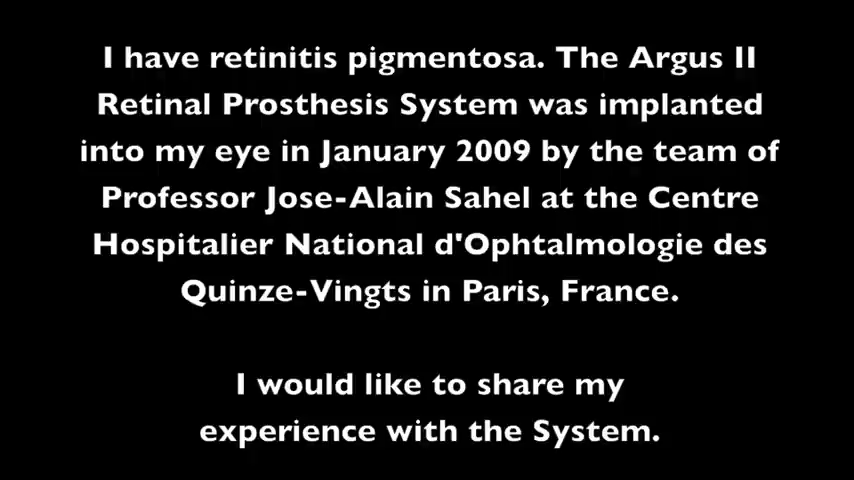 I have retinitis pigmentosa. The Argus II
Retinal Prosthesis System was implanted
into my eye in January 2009 by the team of
Professor Jose-Alain Sahel at the Centre
Hospitalier National d'Ophtalmologie des
Quinze-Vingts in Paris, France.
I would like to share my
experience with the System.